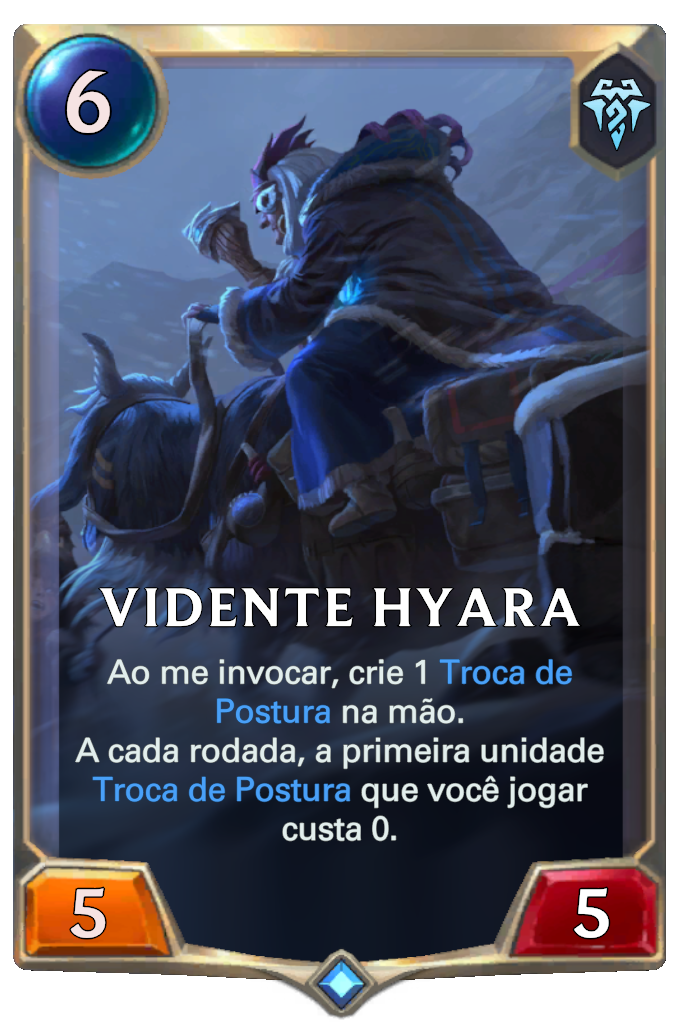 6
VIDENTE HYARA
Ao me invocar, crie 1 Troca de
Postura na mão.
A cada rodada, a primeira unidade
Troca de Postura que você jogar
custa 0.
5
5